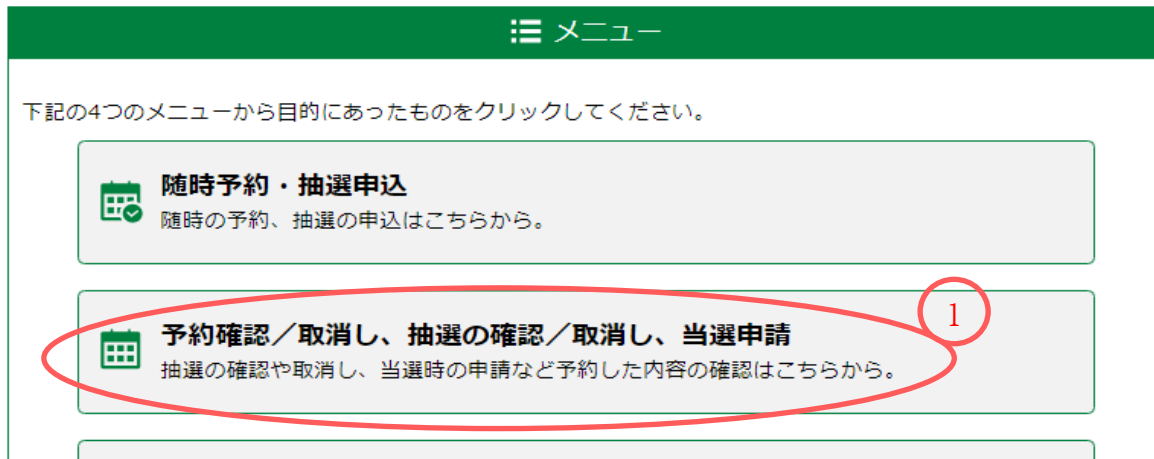 メニュー
下記の4つのメニューから目的にあったものをクリックしてください。
随時予約・抽選申込
随時の予約、抽選の申込はこちらから。
1
予約確認／取消し、抽選の確認／取消し、当選申請
抽選の確認や取消し、当選時の申請など予約した内容の確認はこちらから。